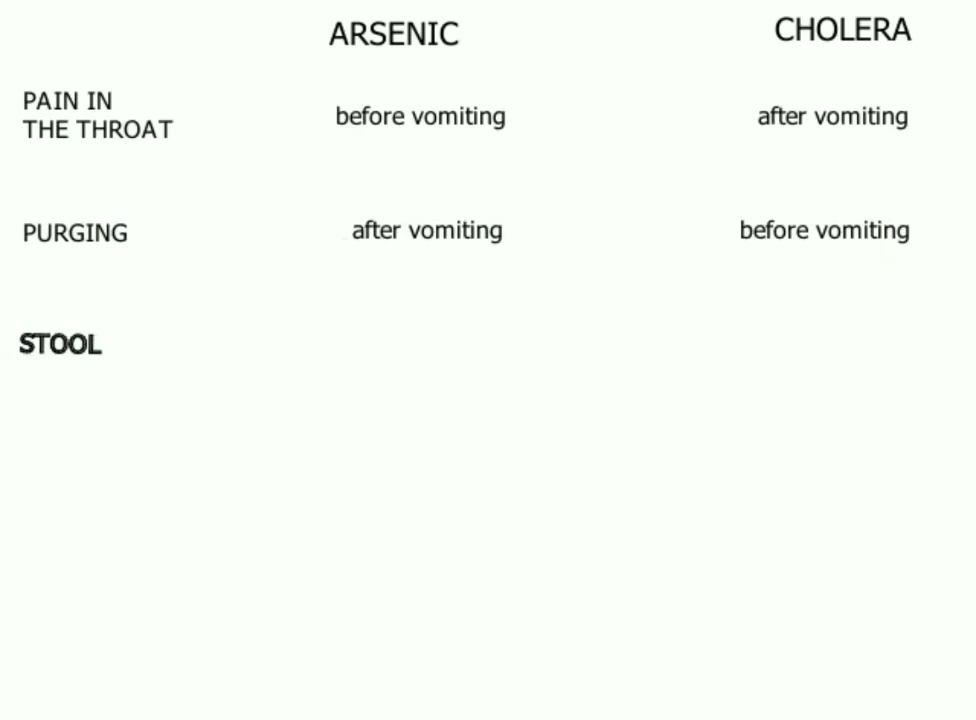 ARSENIC CHOLERA
PAIN IN
THE THROAT before vomiting after vomiting
PURGING after vomiting before vomiting
STOOL